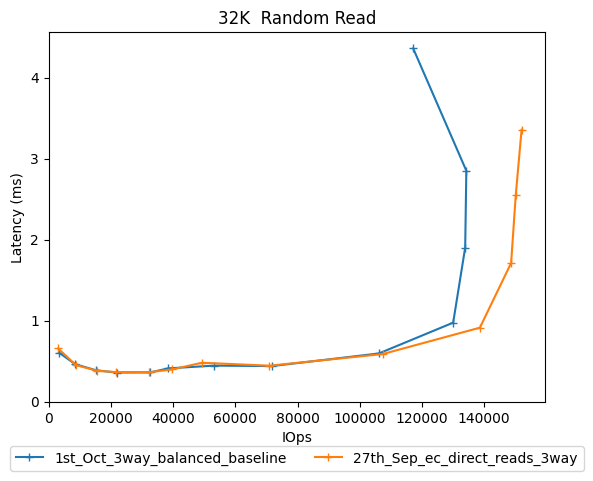 32K  Random Read
Latency (ms)
4
3
2
1
0
0 20000 40000 60000 80000 100000 120000 140000
IOps
1st_Oct_3way_balanced_baseline 27th_Sep_ec_direct_reads_3way